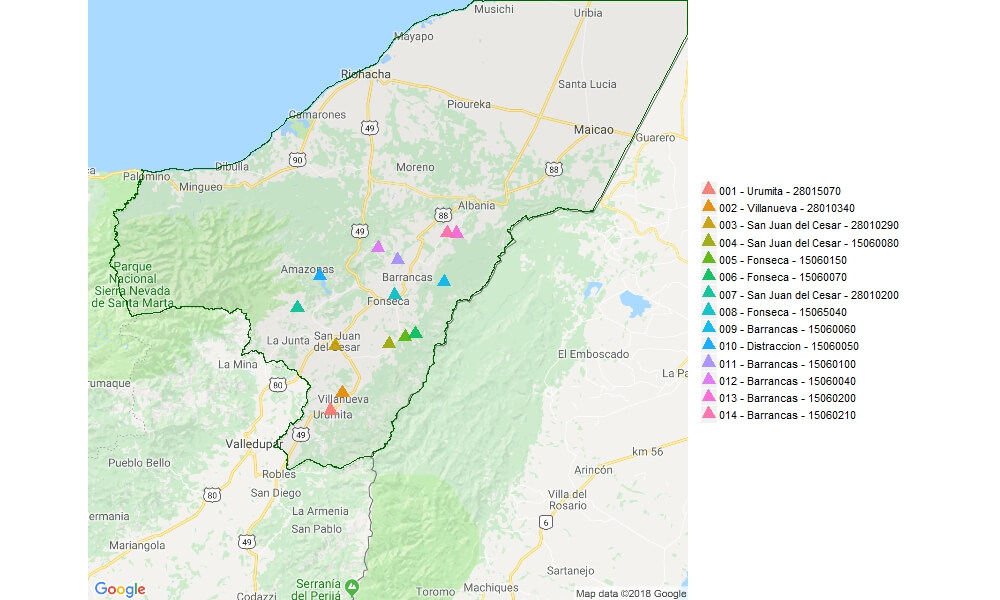 Musichi
Uribia
Mayapo
Riohacha
Santa Lucia
Pioureka
Camarones
49
Maicao
Guarero
90
Dibulla
Moreno
88
Palomino
Mingueo
Albania
88
49
Parque
Nacional
Sierra Nevada
de Santa Marta
Amazonas
Barrancas
Fonseca
La Junta
San Juan
del Cesar
El Emboscado
La Mina
La Pa
rumaque
80
Villanueva
Urumita
49
Valledupar
km 56
Pueblo Bello
Robles
Arincón
80
San Diego
Villa del
Rosario
La Armenia
ermania
San Pablo
6
Mariangola
49
Sartanejo
Serranía
del Perijá
Codazzi
Toromo
Machiques
Google
Map data ©2018 Google
001 - Urumita - 28015070
002 - Villanueva - 28010340
003 - San Juan del Cesar - 28010290
004 - San Juan del Cesar - 15060080
005 - Fonseca - 15060150
006 - Fonseca - 15060070
007 - San Juan del Cesar - 28010200
008 - Fonseca - 15065040
009 - Barrancas - 15060060
010 - Distraccion - 15060050
011 - Barrancas - 15060100
012 - Barrancas - 15060040
013 - Barrancas - 15060200
014 - Barrancas - 15060210